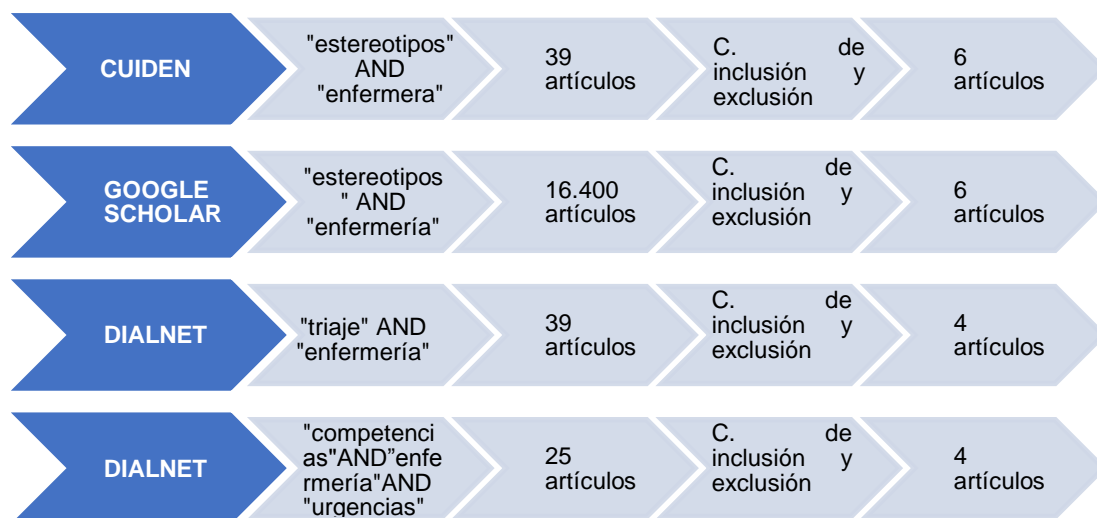 CUIDEN
"estereotipos"
AND
"enfermera"
39
artículos
C. de
inclusión y
exclusión
6
artículos
GOOGLE
SCHOLAR
"estereotipos
" AND
"enfermería"
16.400
artículos
C. de
inclusión y
exclusión
6
artículos
DIALNET
"triaje" AND
"enfermería"
39
artículos
C. de
inclusión y
exclusión
4
artículos
DIALNET
"competenci
as"AND”enfe
rmería"AND
"urgencias"
25
artículos
C. de
inclusión y
exclusión
4
artículos